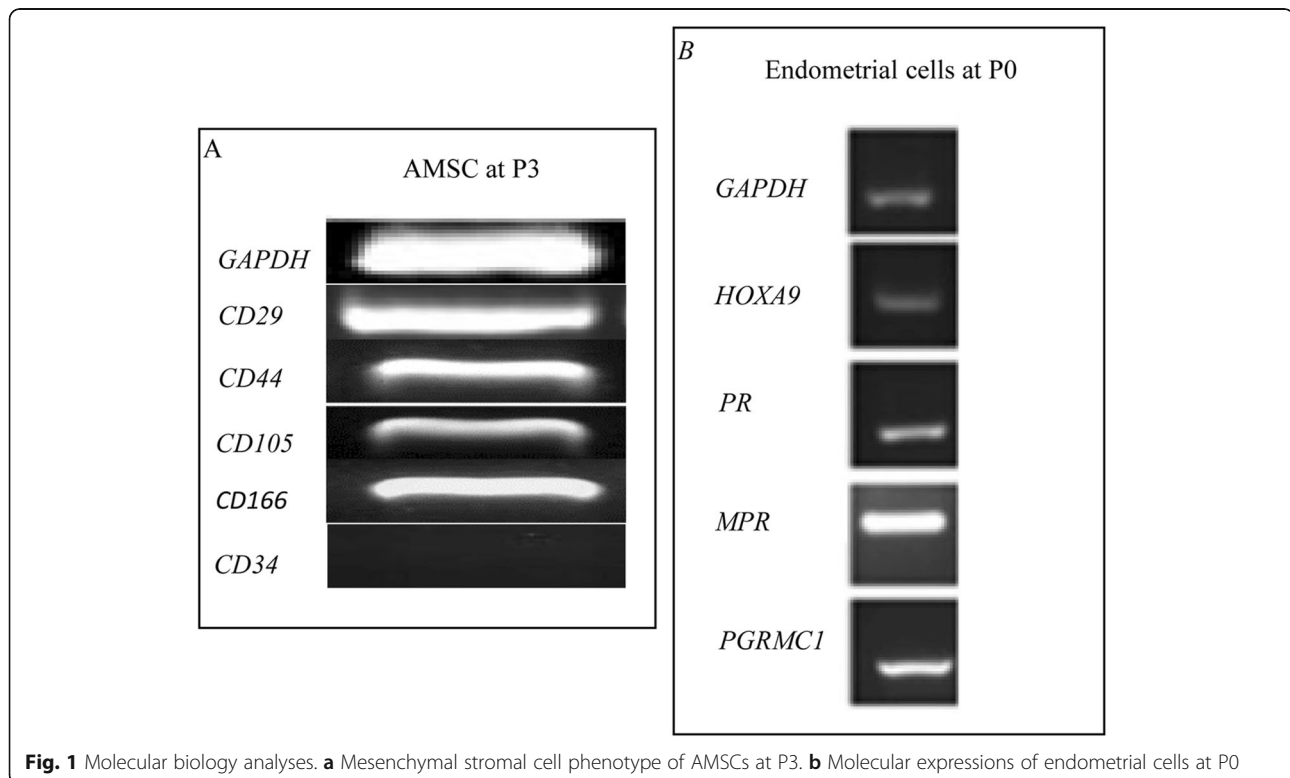 A
AMSC at P3
GAPDH
CD29
CD44
CD105
CD166
CD34
B
Endometrial cells at P0
GAPDH
HOXA9
PR
MPR
PGRMC1
Fig. 1 Molecular biology analyses. a Mesenchymal stromal cell phenotype of AMSCs at P3. b Molecular expressions of endometrial cells at P0